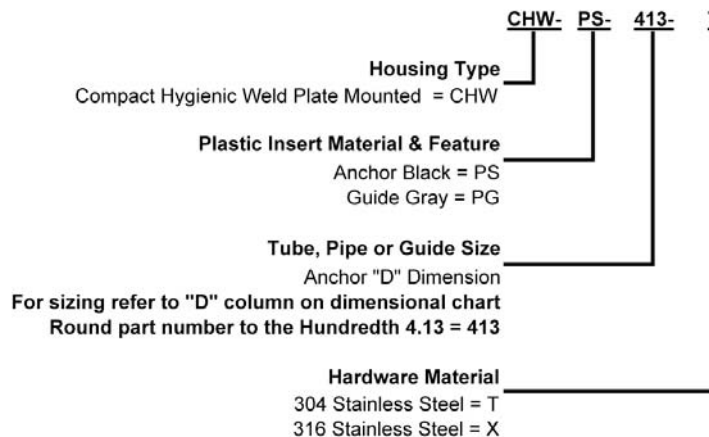 CHW- PS- 413-
Housing Type
Compact Hygienic Weld Plate Mounted = CHW
Plastic Insert Material & Feature
Anchor Black = PS
Guide Gray = PG
Tube, Pipe or Guide Size
Anchor "D" Dimension
For sizing refer to "D" column on dimensional chart
Round part number to the Hundredth 4.13 = 413
Hardware Material
304 Stainless Steel = T
316 Stainless Steel = X